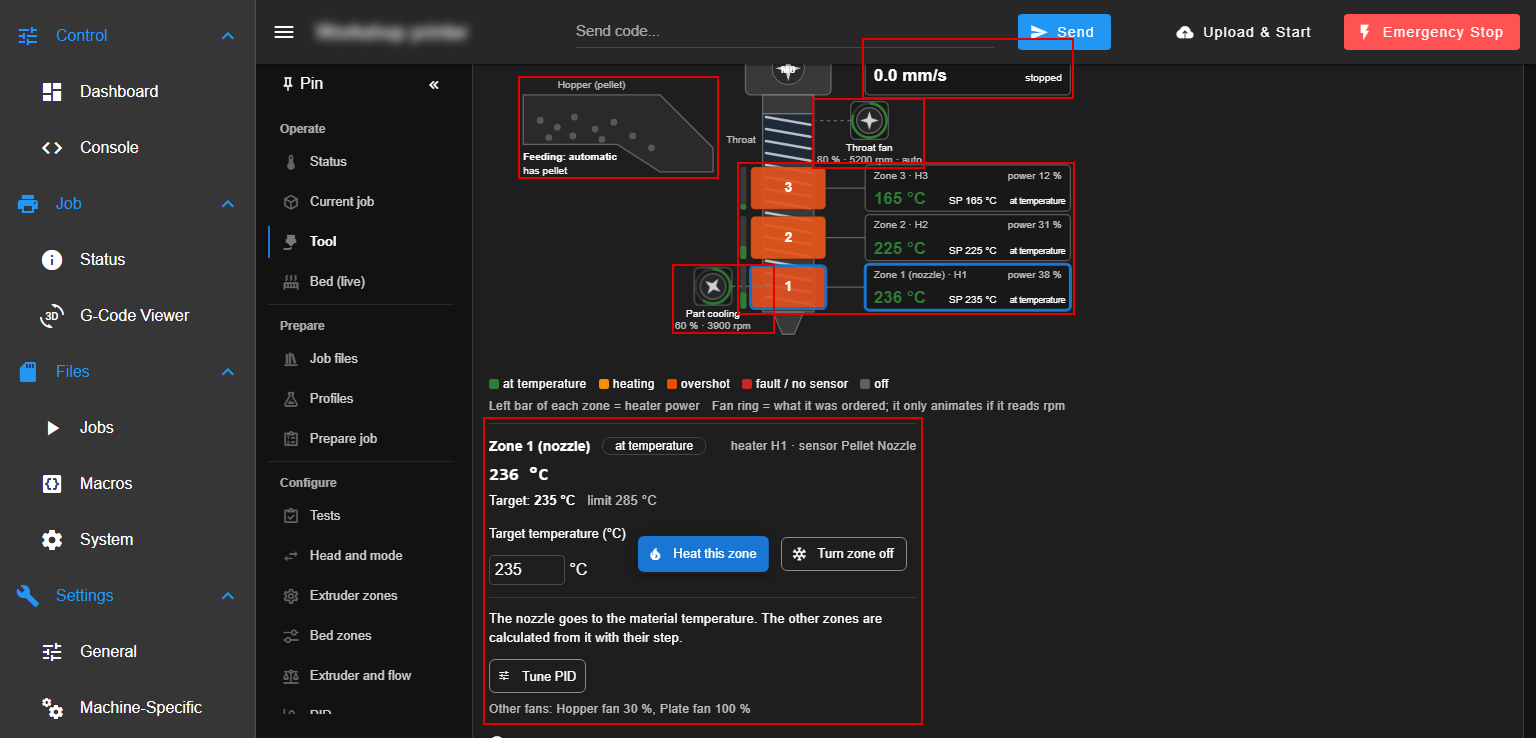 Control
Dashboard
Console
Job
Status
G-Code Viewer
Files
Jobs
Macros
System
Settings
General
Machine-Specific
Workshop printer
Send code...
Send
Upload & Start
Emergency Stop
Pin
Operate
Status
Current job
Tool
Bed (live)
Prepare
Job files
Profiles
Prepare job
Configure
Tests
Head and mode
Extruder zones
Bed zones
Extruder and flow
PID
Hopper (pellet)
Feeding: automatic
has pellet
M0
0.0 mm/s
stopped
Throat
Throat fan
80 % · 5200 rpm · auto
3
Zone 3 · H3
power 12 %
165 °C
SP 165 °C
at temperature
2
Zone 2 · H2
power 31 %
225 °C
SP 225 °C
at temperature
1
Zone 1 (nozzle) · H1
power 38 %
236 °C
SP 235 °C
at temperature
Part cooling
60 % · 3900 rpm
at temperature heating overshot fault / no sensor off
Left bar of each zone = heater power Fan ring = what it was ordered; it only animates if it reads rpm
Zone 1 (nozzle) at temperature heater H1 · sensor Pellet Nozzle
236 °C
Target: 235 °C limit 285 °C
Target temperature (°C)
235 °C
Heat this zone
Turn zone off
The nozzle goes to the material temperature. The other zones are
calculated from it with their step.
Tune PID
Other fans: Hopper fan 30 %, Plate fan 100 %